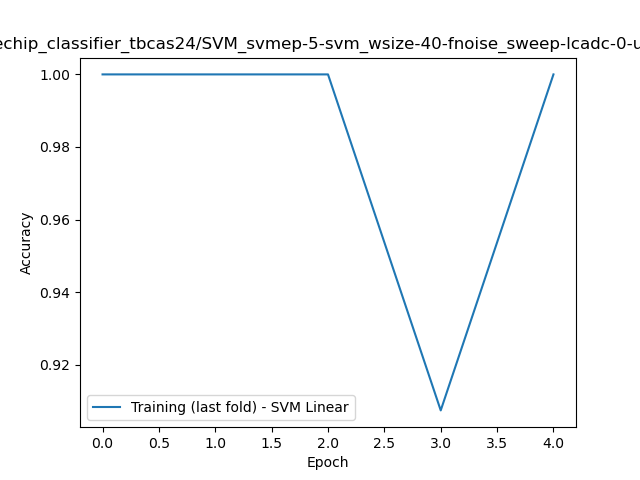 echip_classifier_tbcas24/SVM_svmep-5-svm_wsize-40-fnoise_sweep-lcadc-0-u
1.00
0.98
0.96
0.94
0.92
Accuracy
Training (last fold) - SVM Linear
0.0 0.5 1.0 1.5 2.0 2.5 3.0 3.5 4.0
Epoch